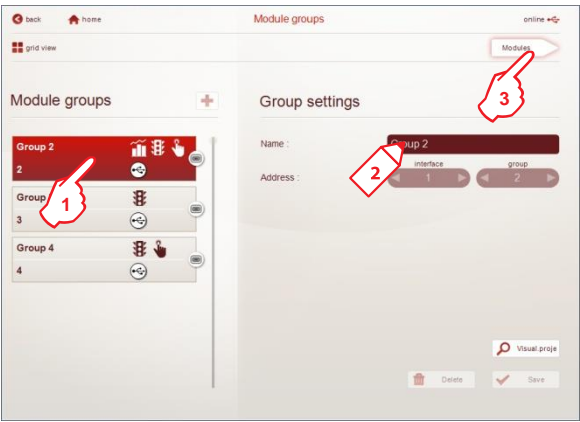 back home Module groups online
grid view Modules
Module groups
Group settings
Group 2
2
Group
3
Group 4
4
Name : Group 2
interface group
Address : 1 2
1
2
3
Visual.proje
Delete Save